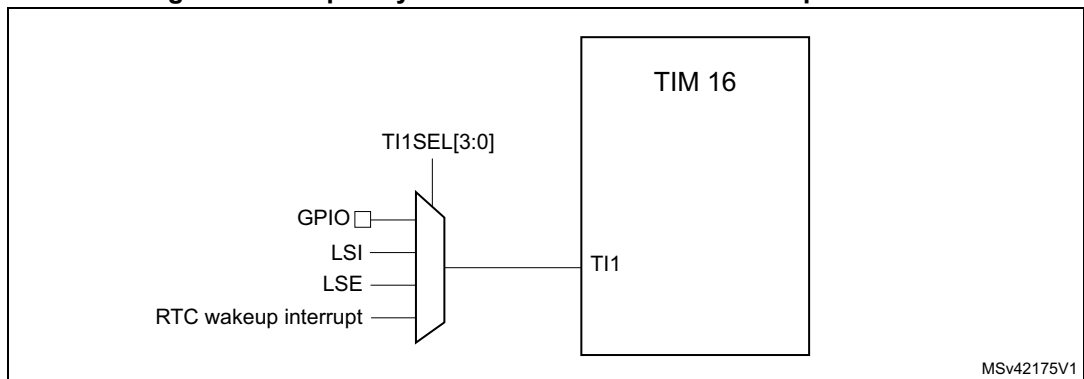 TIM 16
TI1SEL[3:0]
GPIO
LSI
TI1
LSE
RTC wakeup interrupt
MSv42175V1